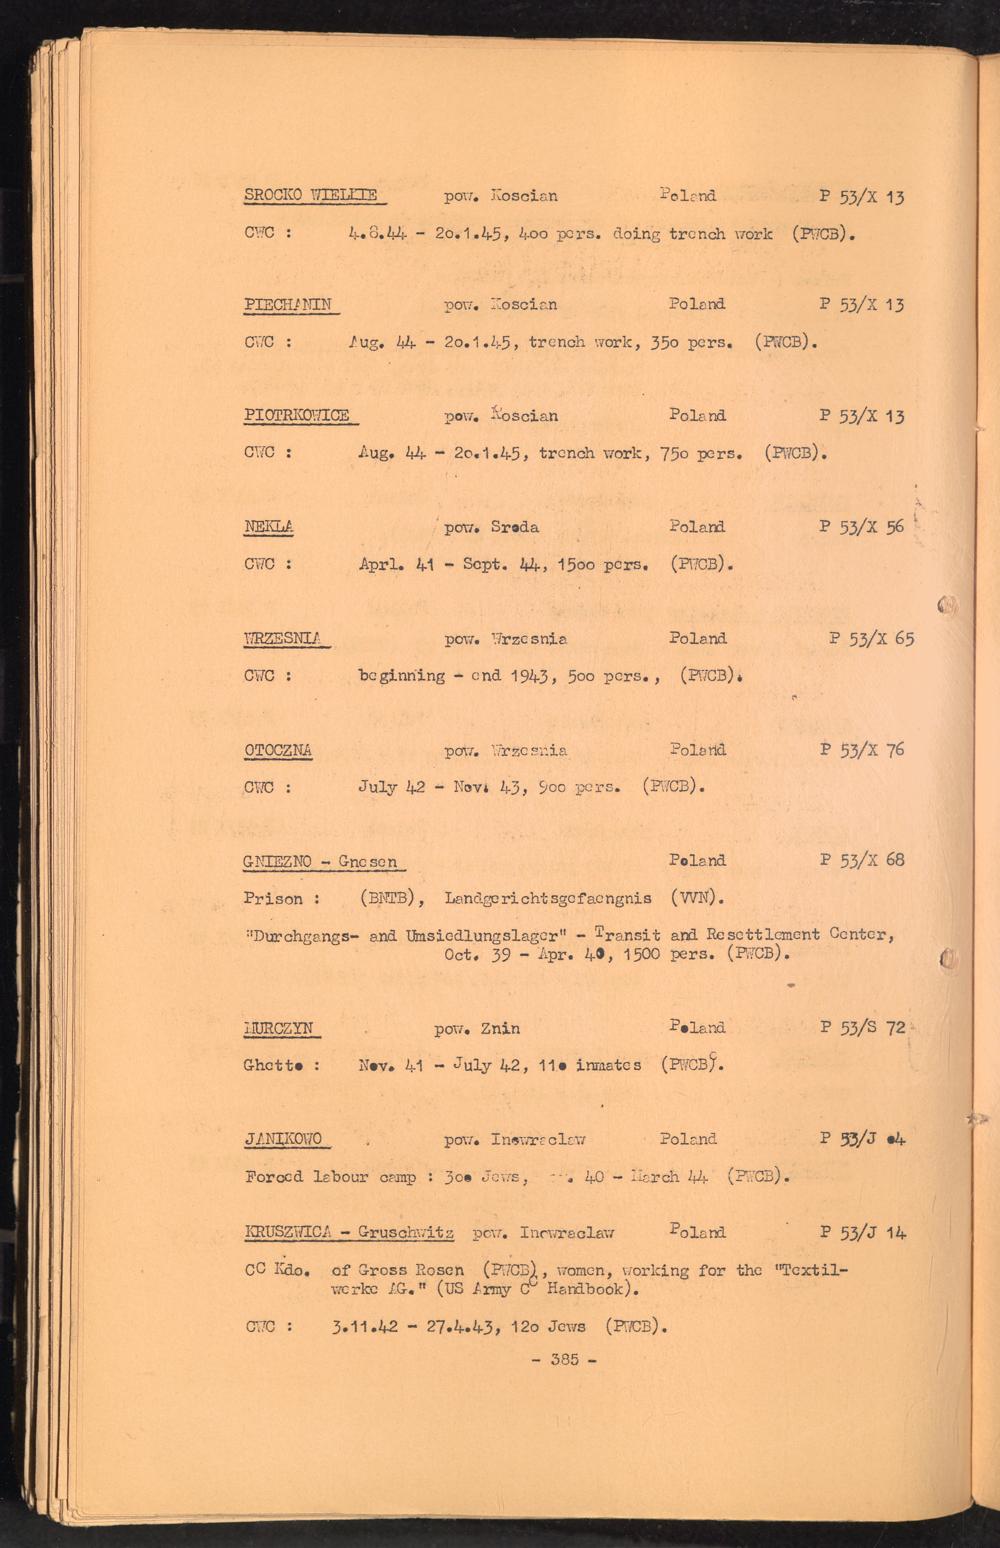 SROCKO WIELKIE pow. Koscian Poland P 53/X 13
CWC : 4.8.44 - 20.1.45, 400 pers. doing trench work (PWCB).
PIECHANIN pow. Koscian Poland P 53/X 13
CWC : Aug. 44 - 20.1.45, trench work, 350 pers. (PWCB).
PIOTRKOWICE pow. Koscian Poland P 53/X 13
CWC : Aug. 44 - 20.1.45, trench work, 750 pers. (PWCB).
NEKLA pow. Sroda Poland P 53/X 56
CWC : Aprl. 41 - Sept. 44, 1500 pers. (PWCB).
WRZESNIA pow. Wrzesnia Poland P 53/X 65
CWC : beginning - end 1943, 500 pers., (PWCB).
OTOCZNA pow. Wrzesnia Poland P 53/X 76
CWC : July 42 - Nov. 43, 900 pers. (PWCB).
GNIEZNO - Gnesen Poland P 53/X 68
Prison : (BNTB), Landgerichtsgefaengnis (VVN).
"Durchgangs- and Umsiedlungslager" - Transit and Resettlement Center,
Oct. 39 - Apr. 40, 1500 pers. (PWCB).
MURCZYN pow. Znin Poland P 53/S 72
Ghetto : Nov. 41 - July 42, 110 inmates (PWCB).
JANIKOWO pow. Inowraclaw Poland P 53/J 04
Forced labour camp : 300 Jews, 40 - March 44 (PWCB).
KRUSZWICA - Gruschwitz pow. Inowraclaw Poland P 53/J 14
CC Kdo. of Gross Rosen (PWCB), women, working for the "Textil-
werke AG." (US Army CC Handbook).
CWC : 3.11.42 - 27.4.43, 120 Jews (PWCB).
- 385 -